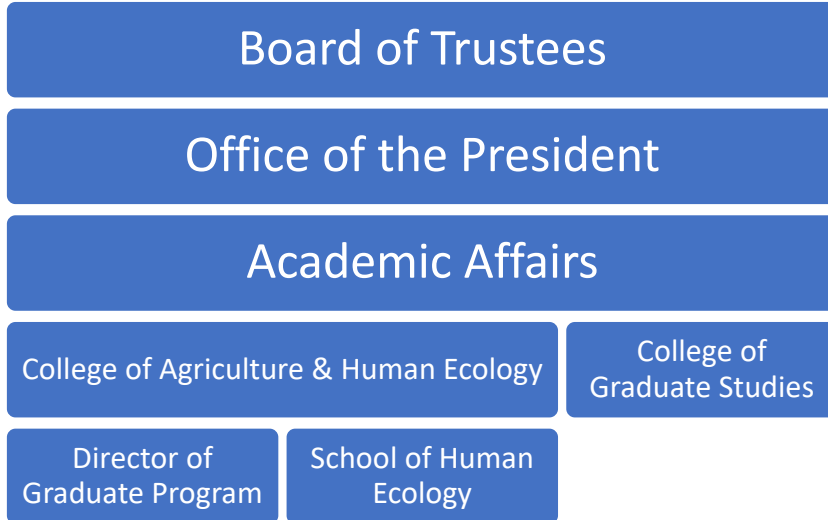 Board of Trustees
Office of the President
Academic Affairs
College of Agriculture & Human Ecology
College of
Graduate Studies
Director of
Graduate Program
School of Human
Ecology